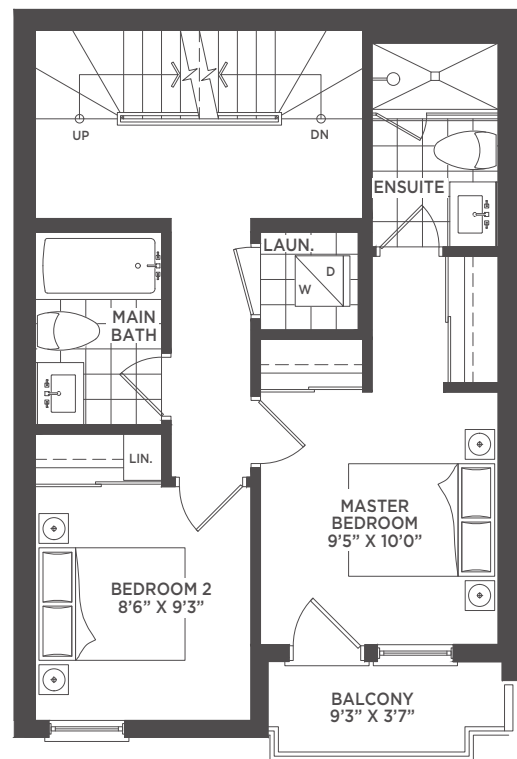 UP
DN
ENSUITE
LAUN.
D
W
MAIN
BATH
LIN.
MASTER
BEDROOM
9’5” X 10’0”
BEDROOM 2
8’6” X 9’3”
BALCONY
9’3” X 3’7”